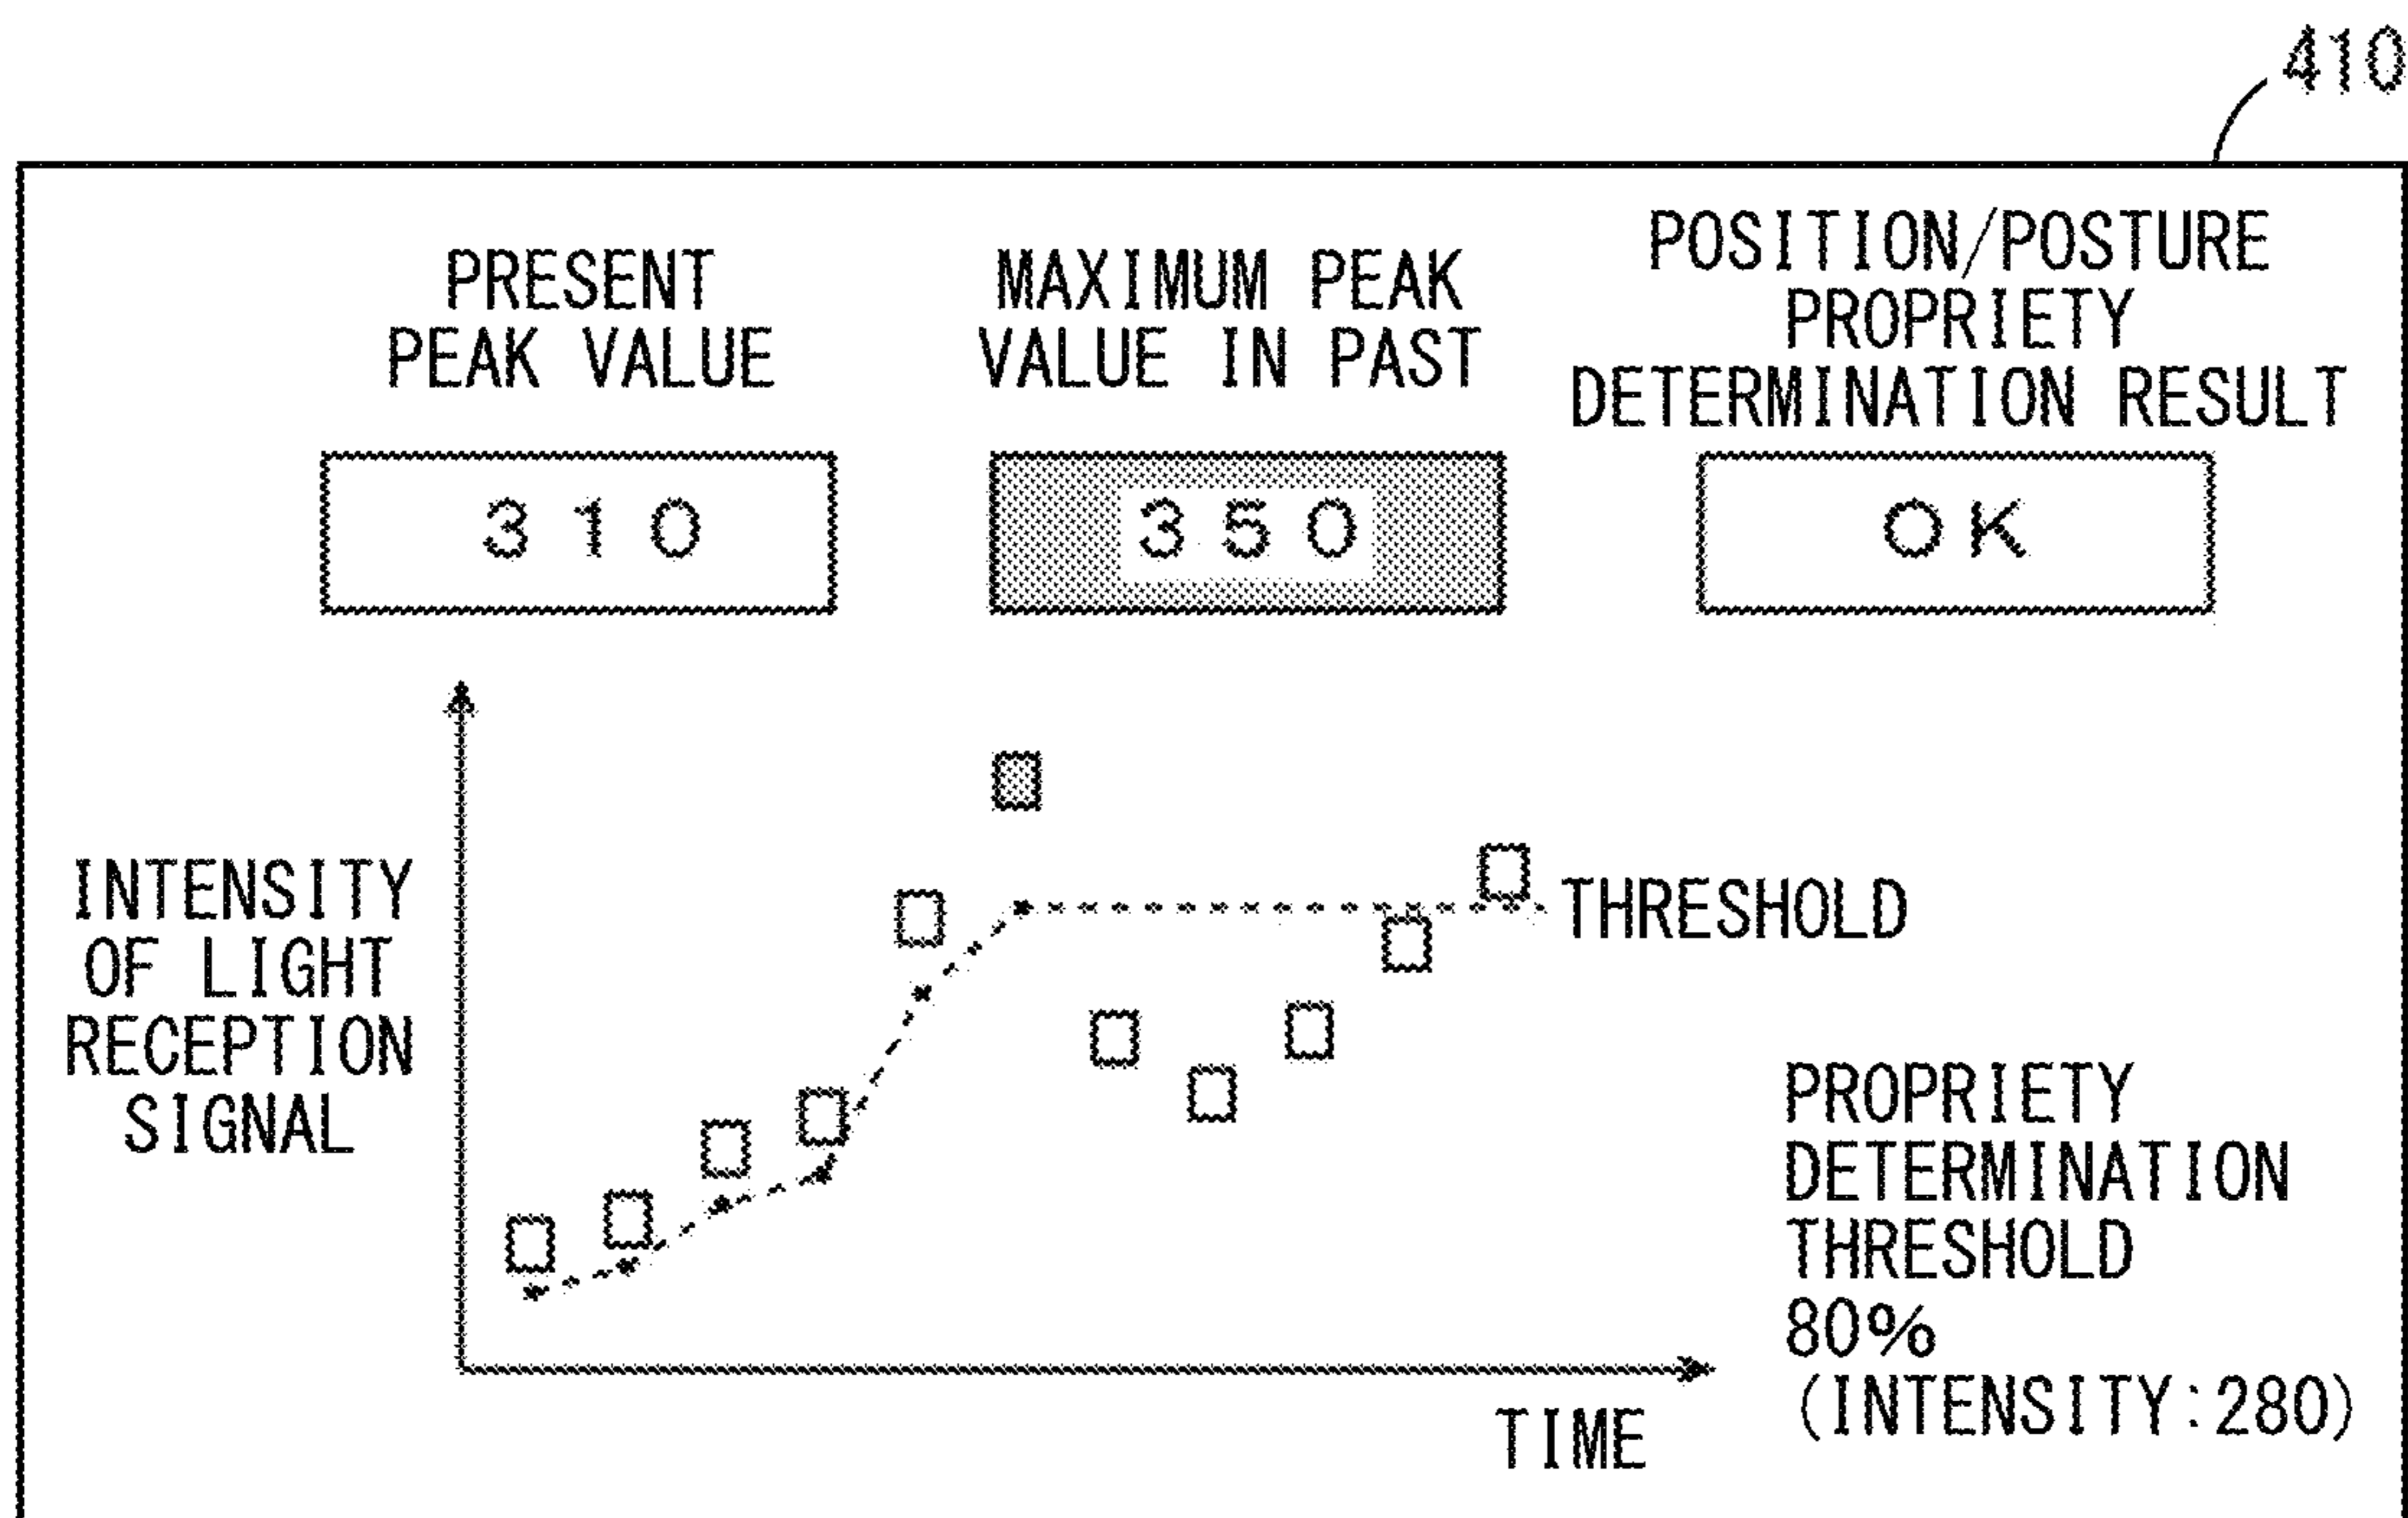 410
PRESENT
PEAK VALUE
310
MAXIMUM PEAK
VALUE IN PAST
350
POSITION/POSTURE
PROPRIETY
DETERMINATION RESULT
OK
INTENSITY
OF LIGHT
RECEPTION
SIGNAL
THRESHOLD
TIME
PROPRIETY
DETERMINATION
THRESHOLD
80%
(INTENSITY:280)